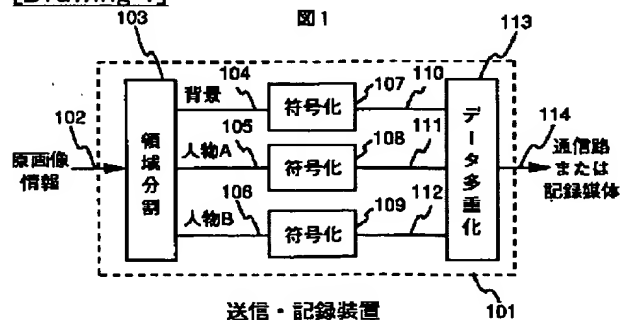 [Drawing 1]
図1
103
113
102
原画像
情報
領域分割
背景
104
符号化
107
110
人物A
105
符号化
108
111
人物B
106
符号化
109
112
データ多重化
114
通信路
または
記録媒体
送信・記録装置
101